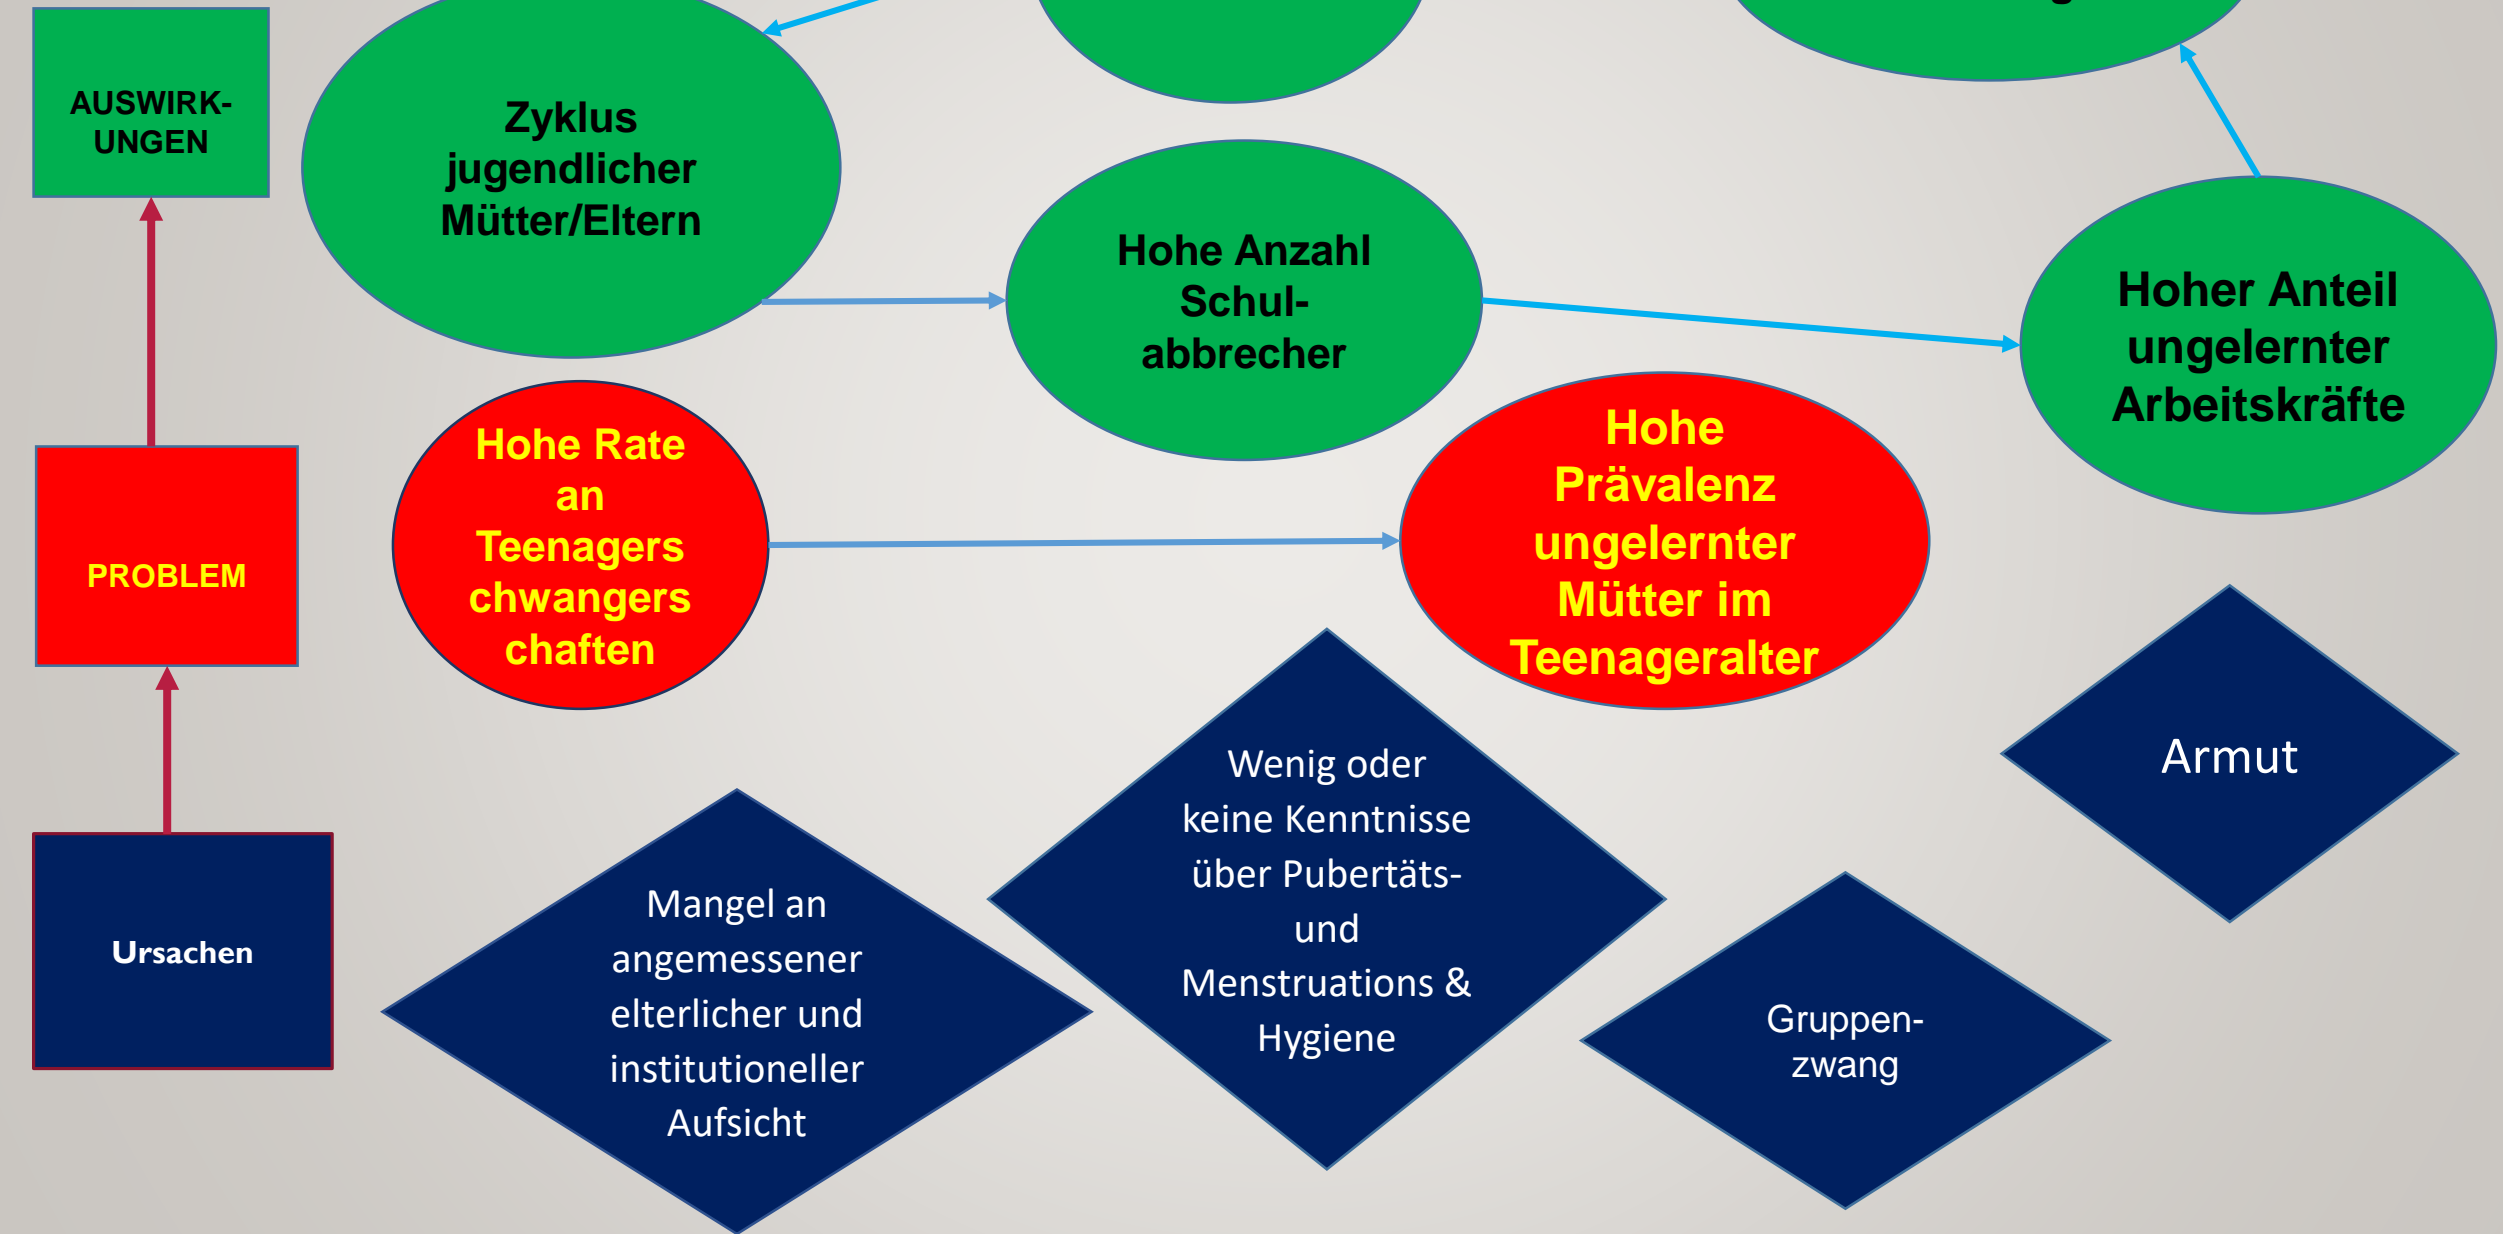 AUSWIRK-
UNGEN
Zyklus
jugendlicher
Mütter/Eltern
Hohe Anzahl
Schul-
abbrecher
Hoher Anteil
ungelernter
Arbeitskräfte
PROBLEM
Hohe Rate
an
Teenagers
chwangers
chaften
Hohe
Prävalenz
ungelernter
Mütter im
Teenageralter
Ursachen
Mangel an
angemessener
elterlicher und
institutioneller
Aufsicht
Wenig oder
keine Kenntnisse
über Pubertäts-
und
Menstruations &
Hygiene
Gruppen-
zwang
Armut